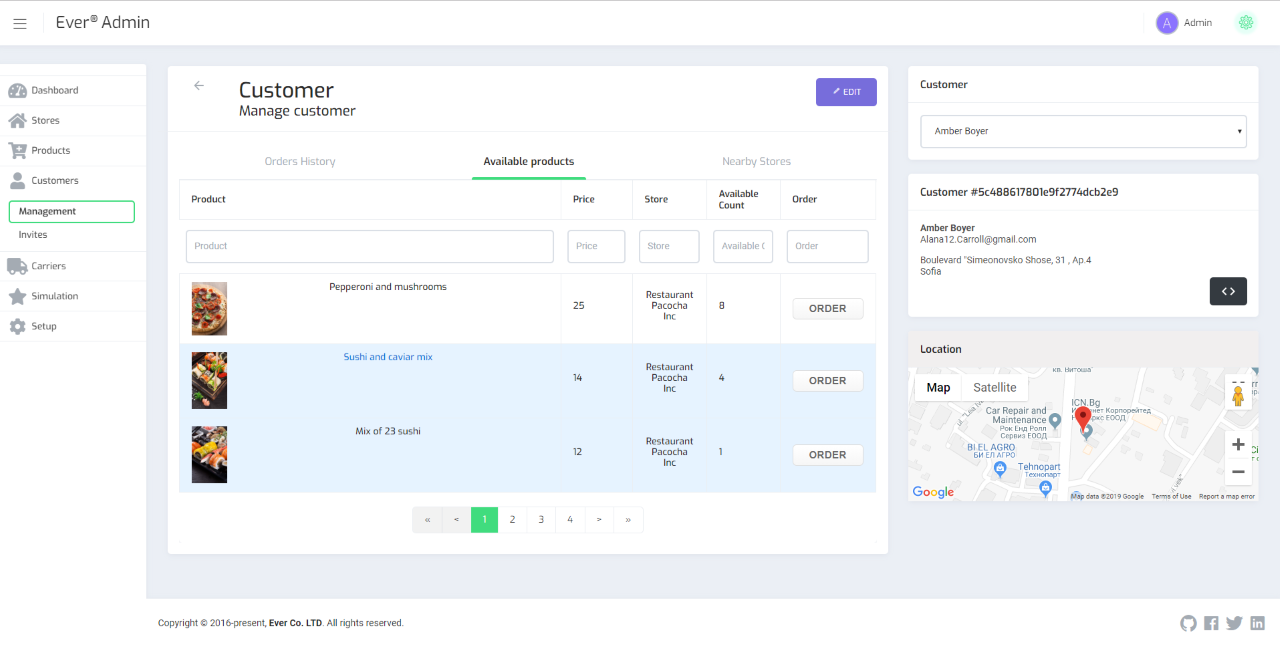 Ever® Admin
A Admin
Dashboard
Stores
Products
Customers
Management
Invites
Carriers
Simulation
Setup
Customer
Manage customer
EDIT
Orders History
Available products
Nearby Stores
Product
Price
Store
Available
Count
Order
Product
Price
Store
Available C
Order
Pepperoni and mushrooms
25
Restaurant
Pacocha
Inc
8
ORDER
Sushi and caviar mix
14
Restaurant
Pacocha
Inc
4
ORDER
Mix of 23 sushi
12
Restaurant
Pacocha
Inc
1
ORDER
« < 1 2 3 4 > »
Customer
Amber Boyer
Customer #5c488617801e9f2774dcb2e9
Amber Boyer
Alana12.Carroll@gmail.com
Boulevard "Simeonovsko Shose, 31 , Ap.4
Sofia
< >
Location
Map
Satellite
кв. Витоша
ICN.Bg
Car Repair and
Maintenance
Рок Енд Ролл
Сервиз ЕООД
BI EL AGRO
БИ ЕЛ АГРО
Tehnopart
Технопарт
Google
Map data ©2019 Google
Terms of Use
Report a map error
Copyright © 2016-present, Ever Co. LTD. All rights reserved.